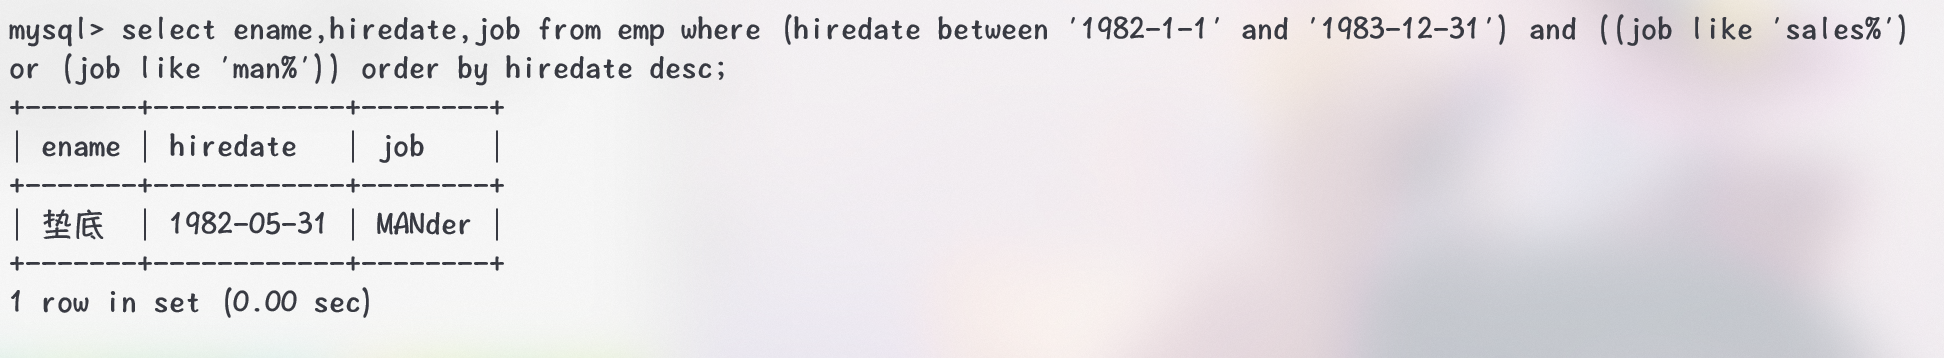 mysql> select ename,hiredate,job from emp where (hiredate between '1982-1-1' and '1983-12-31') and ((job like 'sales%')
or (job like 'man%')) order by hiredate desc;
+-------+------------+--------+
| ename | hiredate   | job    |
+-------+------------+--------+
| 垫底  | 1982-05-31 | MANder |
+-------+------------+--------+
1 row in set (0.00 sec)